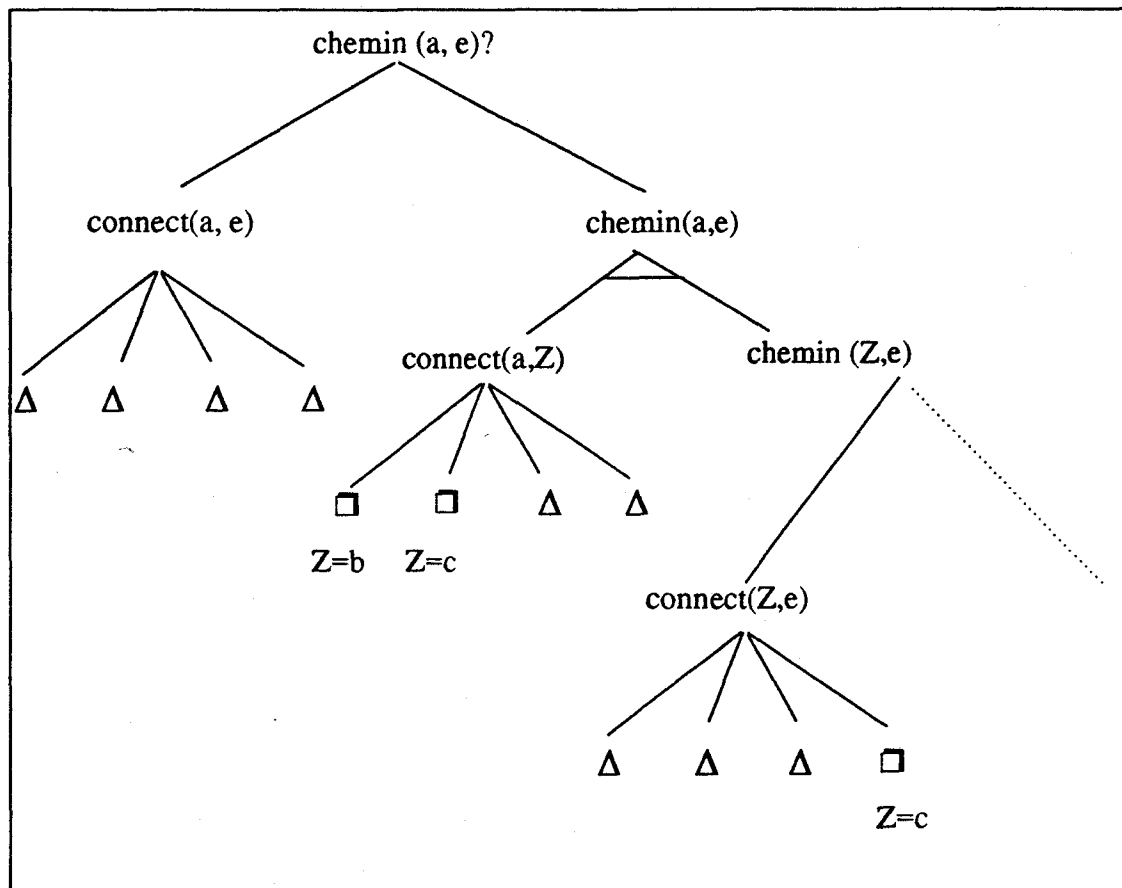 chemin (a, e)?
connect(a, e)
chemin(a,e)
connect(a,Z)
chemin (Z,e)
Δ Δ Δ Δ
Z=b
Z=c
Δ Δ
connect(Z,e)
Δ Δ Δ
Z=c